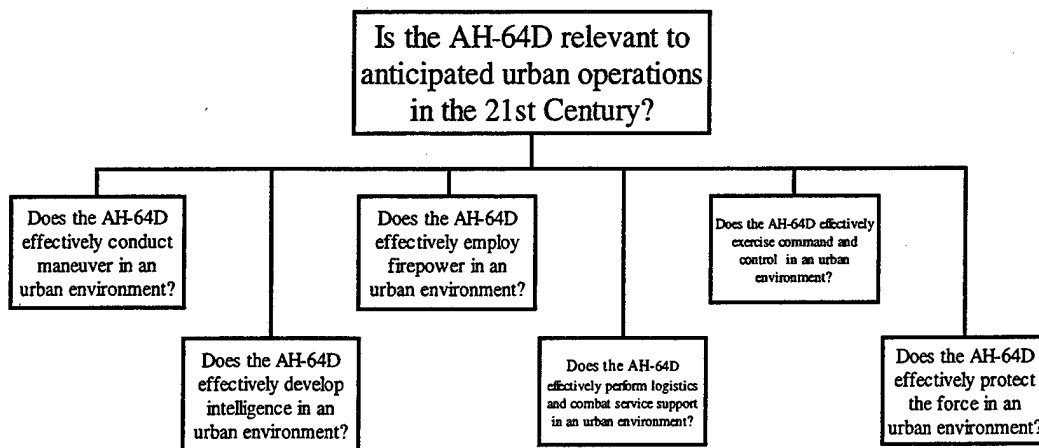 Is the AH-64D relevant to
anticipated urban operations
in the 21st Century?
Does the AH-64D
effectively conduct
maneuver in an
urban environment?
Does the AH-64D
effectively employ
firepower in an
urban environment?
Does the AH-64D effectively
exercise command and
control in an urban
environment?
Does the AH-64D
effectively develop
intelligence in an
urban environment?
Does the AH-64D
effectively perform logistics
and combat service support
in an urban environment?
Does the AH-64D
effectively protect
the force in an
urban environment?